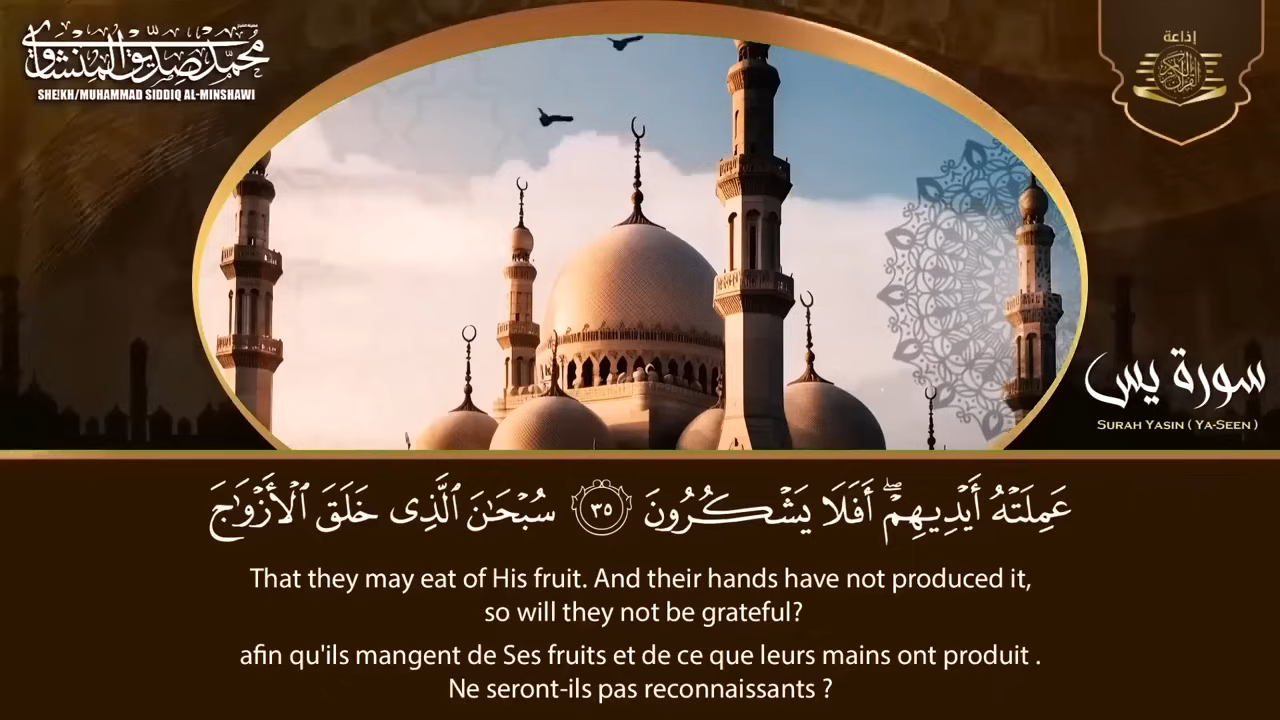 محمد صديق المنشاوي
SHEIKH/MUHAMMAD SIDDIQ AL-MINSHAWI
إذاعة
القرآن الكريم
سورة يس
SURAH YASIN ( YA-SEEN )
عَمِلَتْهُ أَيْدِيهِمْۖ أَفَلَا يَشْكُرُونَ ٣٥ سُبْحَٰنَ ٱلَّذِى خَلَقَ ٱلْأَزْوَٰجَ
That they may eat of His fruit. And their hands have not produced it,
so will they not be grateful?
afin qu'ils mangent de Ses fruits et de ce que leurs mains ont produit .
Ne seront-ils pas reconnaissants ?